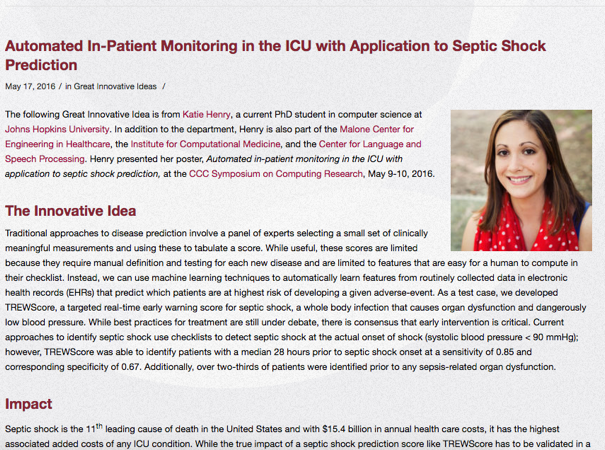 Automated In-Patient Monitoring in the ICU with Application to Septic Shock
Prediction
May 17, 2016 / in Great Innovative Ideas /
The following Great Innovative Idea is from Katie Henry, a current PhD student in computer science at
Johns Hopkins University. In addition to the department, Henry is also part of the Malone Center for
Engineering in Healthcare, the Institute for Computational Medicine, and the Center for Language and
Speech Processing. Henry presented her poster, Automated in-patient monitoring in the ICU with
application to septic shock prediction, at the CCC Symposium on Computing Research, May 9-10, 2016.
The Innovative Idea
Traditional approaches to disease prediction involve a panel of experts selecting a small set of clinically
meaningful measurements and using these to tabulate a score. While useful, these scores are limited
because they require manual definition and testing for each new disease and are limited to features that are easy for a human to compute in
their checklist. Instead, we can use machine learning techniques to automatically learn features from routinely collected data in electronic
health records (EHRs) that predict which patients are at highest risk of developing a given adverse-event. As a test case, we developed
TREWScore, a targeted real-time early warning score for septic shock, a whole body infection that causes organ dysfunction and dangerously
low blood pressure. While best practices for treatment are still under debate, there is consensus that early intervention is critical. Current
approaches to identify septic shock use checklists to detect septic shock at the actual onset of shock (systolic blood pressure < 90 mmHg);
however, TREWScore was able to identify patients with a median 28 hours prior to septic shock onset at a sensitivity of 0.85 and
corresponding specificity of 0.67. Additionally, over two-thirds of patients were identified prior to any sepsis-related organ dysfunction.
Impact
Septic shock is the 11th leading cause of death in the United States and with $15.4 billion in annual health care costs, it has the highest
associated added costs of any ICU condition. While the true impact of a septic shock prediction score like TREWScore has to be validated in a